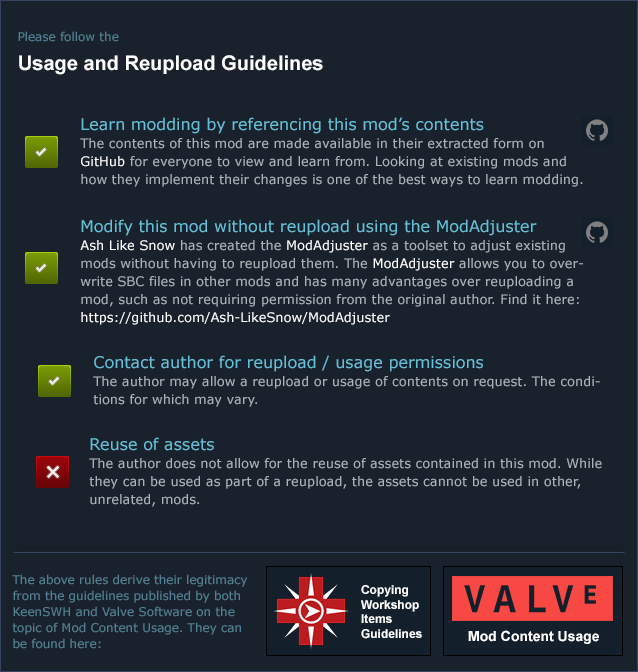 Please follow the
Usage and Reupload Guidelines
Learn modding by referencing this mod's contents
The contents of this mod are made available in their extracted form on
GitHub for everyone to view and learn from. Looking at existing mods and
how they implement their changes is one of the best ways to learn modding.
Modify this mod without reupload using the ModAdjuster
Ash Like Snow has created the ModAdjuster as a toolset to adjust existing
mods without having to reupload them. The ModAdjuster allows you to over-
write SBC files in other mods and has many advantages over reuploading a
mod, such as not requiring permission from the original author. Find it here:
https://github.com/Ash-LikeSnow/ModAdjuster
Contact author for reupload / usage permissions
The author may allow a reupload or usage of contents on request. The condi-
tions for which may vary.
Reuse of assets
The author does not allow for the reuse of assets contained in this mod. While
they can be used as part of a reupload, the assets cannot be used in other,
unrelated, mods.
The above rules derive their legitimacy
from the guidelines published by both
KeenSWH and Valve Software on the
topic of Mod Content Usage. They can
be found here:
Copying
Workshop
Items
Guidelines
VALVE
Mod Content Usage